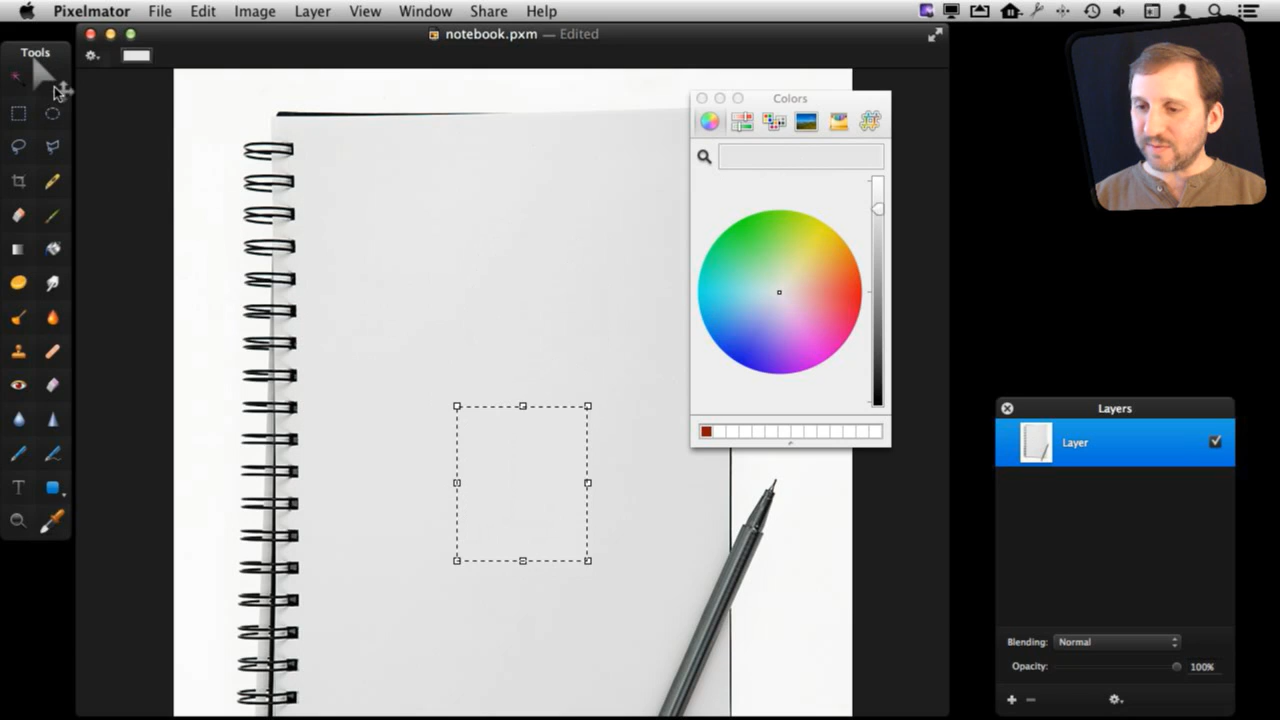 Pixelmator File Edit Image Layer View Window Share Help
notebook.pxm — Edited
Tools
Colors
T
Layers
Layer
Blending: Normal
Opacity: 100%